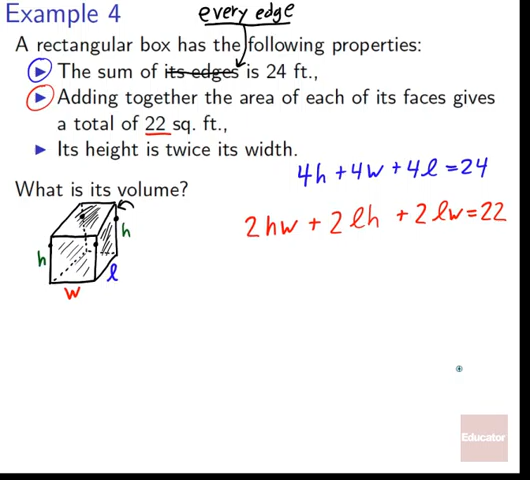 Example 4
every edge
A rectangular box has the following properties:
The sum of its edges is 24 ft.,
Adding together the area of each of its faces gives
a total of 22 sq. ft.,
Its height is twice its width.
4h + 4w + 4l = 24
What is its volume?
2hw + 2lh + 2lw = 22
h
h
l
w
Educator